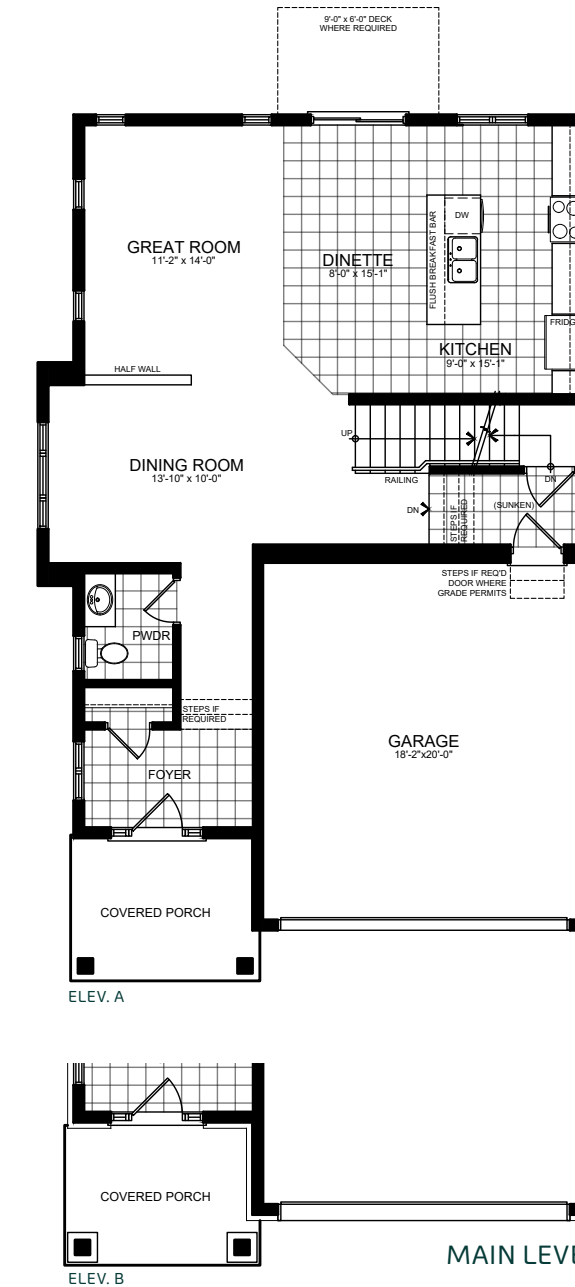 9'-0" x 6'-0" DECK
WHERE REQUIRED
GREAT ROOM
11'-2" x 14'-0"
DINETTE
8'-0" x 15'-1"
FLUSH BREAKFAST BAR
DW
FRIDG
KITCHEN
9'-0" x 15'-1"
HALF WALL
UP
DINING ROOM
13'-10" x 10'-0"
RAILING
DN
DN
STEPS IF
REQUIRED
(SUNKEN)
STEPS IF REQ'D
DOOR WHERE
GRADE PERMITS
PWDR
STEPS IF
REQUIRED
FOYER
GARAGE
18'-2"x20'-0"
COVERED PORCH
ELEV. A
COVERED PORCH
MAIN LEVE
ELEV. B